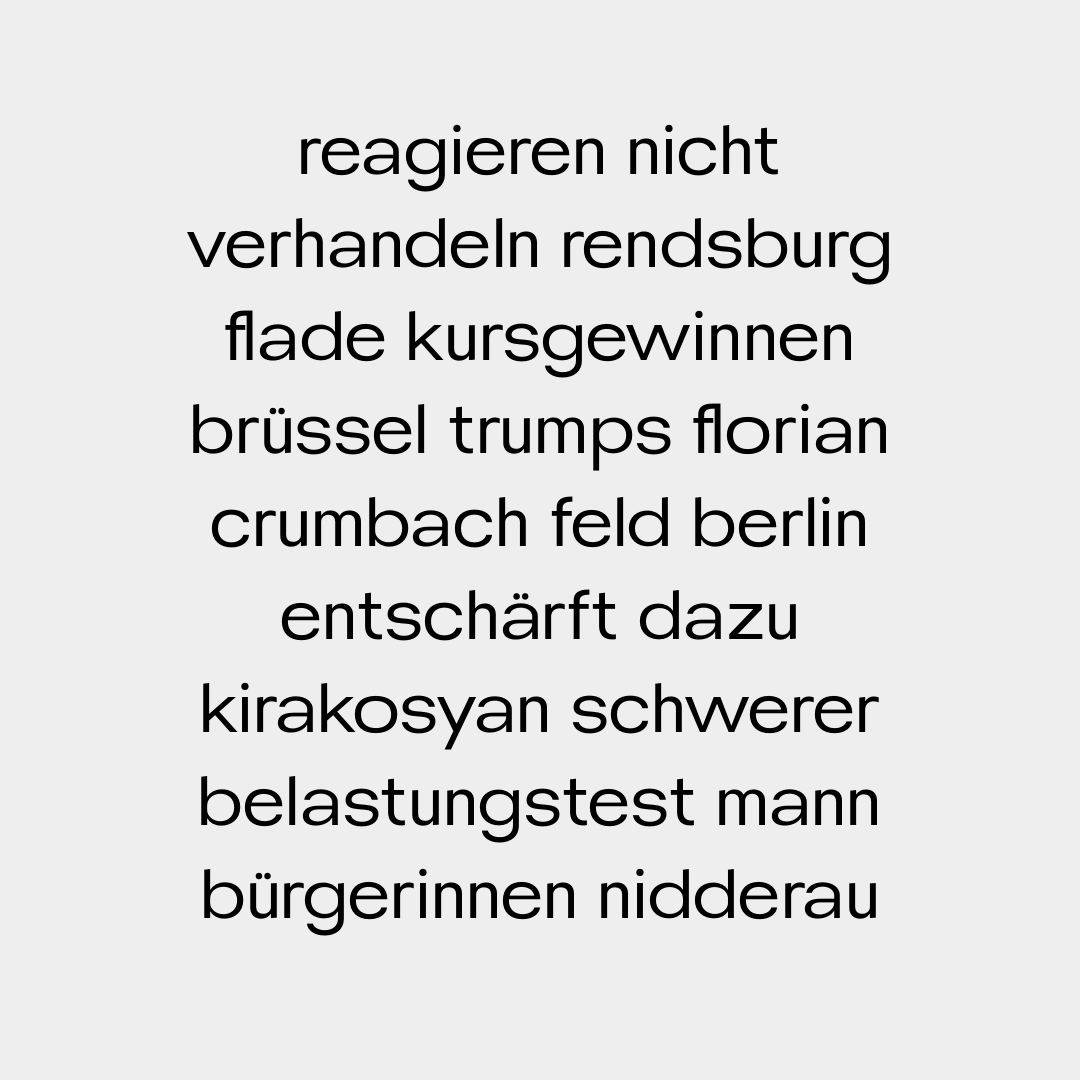 reagieren nicht
verhandeln rendsburg
flade kursgewinnen
brüssel trumps florian
crumbach feld berlin
entschärft dazu
kirakosyan schwerer
belastungstest mann
bürgerinnen nidderau